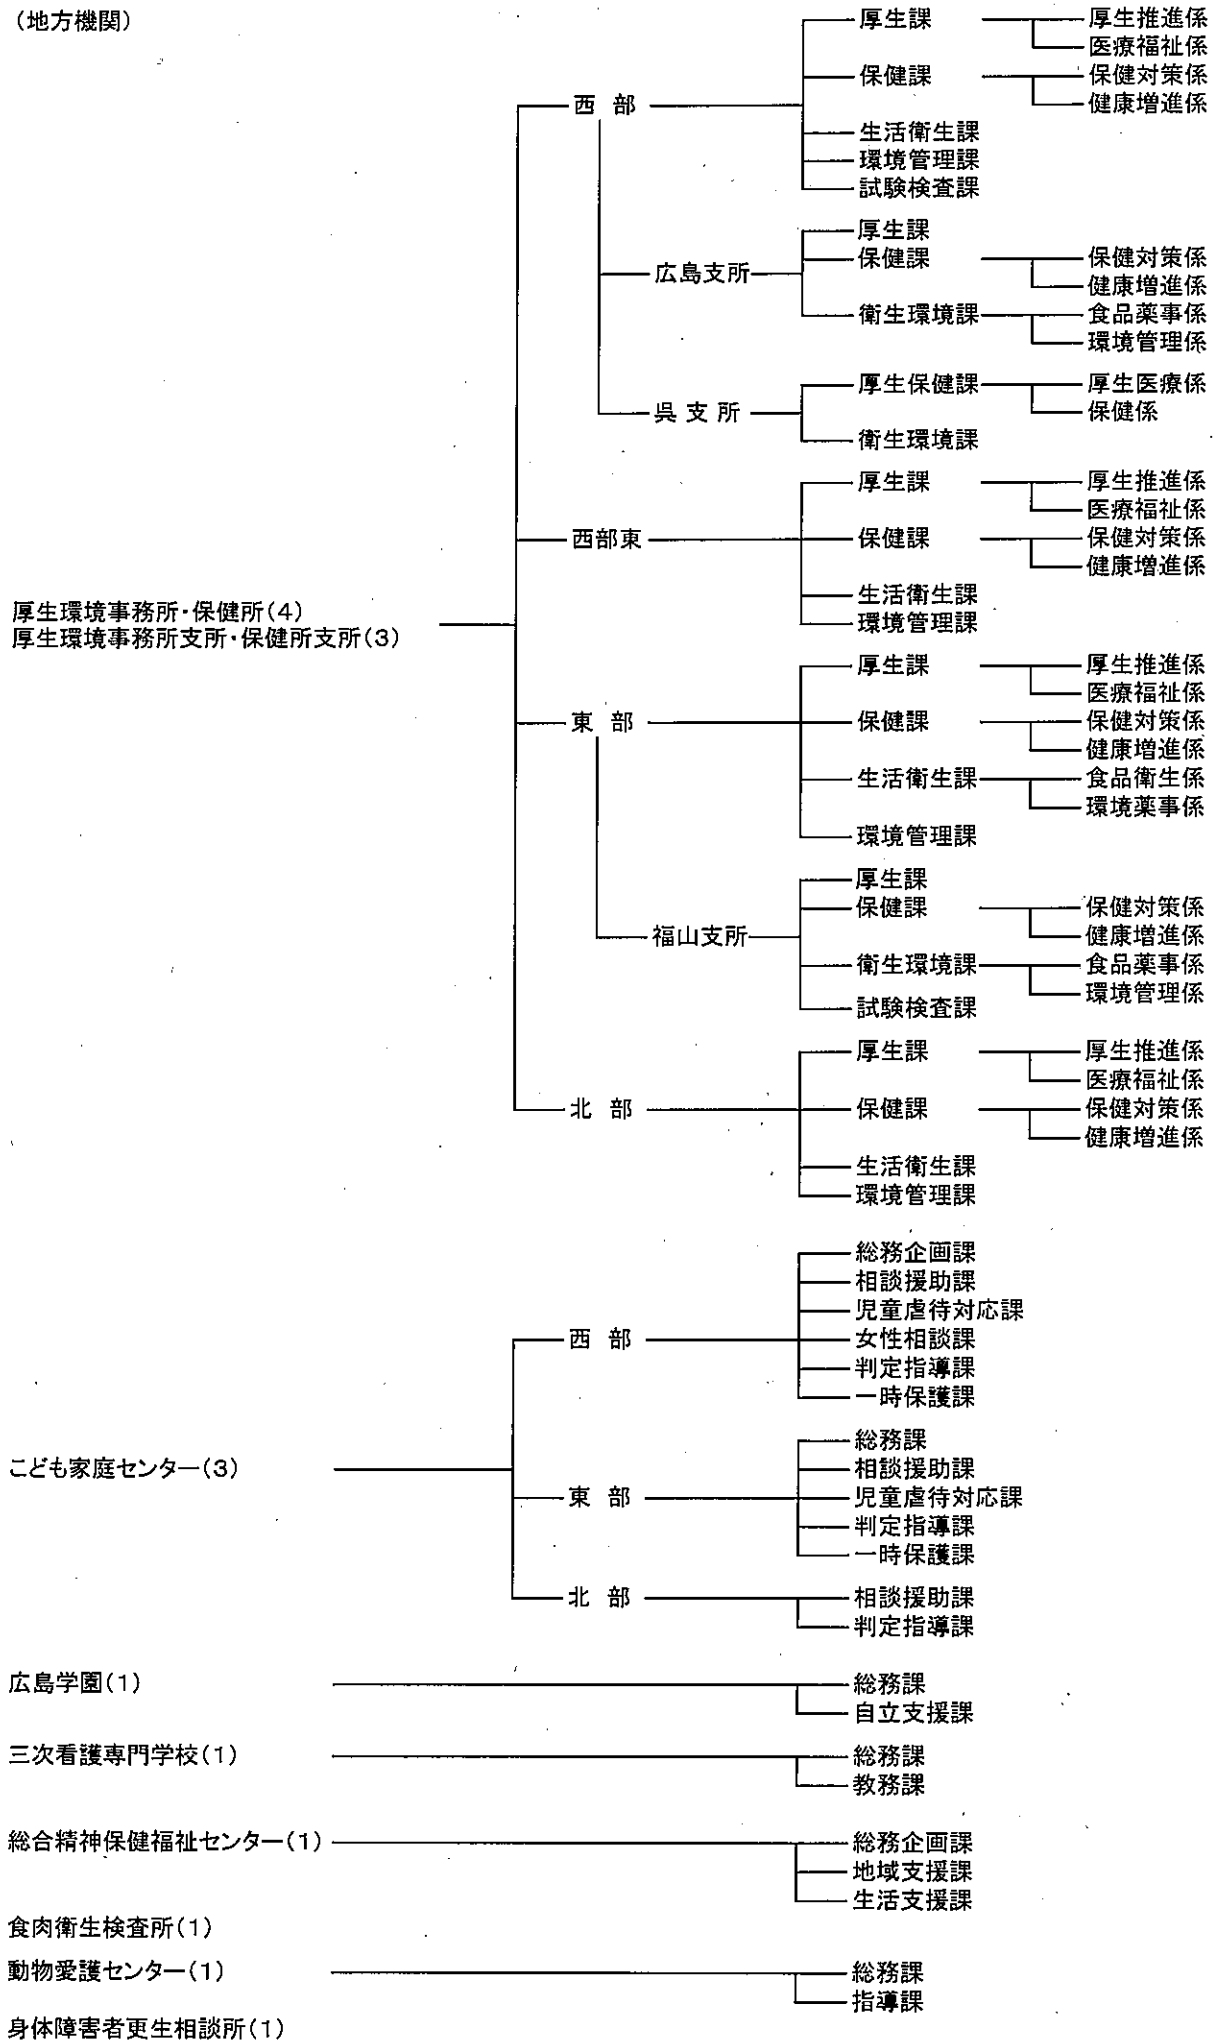 （地方機関）
厚生課 厚生推進係
医療福祉係
保健課 保健対策係
健康増進係
西部
生活衛生課
環境管理課
試験検査課
厚生課
保健課 保健対策係
広島支所
健康増進係
衛生環境課 食品薬事係
環境管理係
厚生保健課 厚生医療係
呉支所 保健係
衛生環境課
厚生課 厚生推進係
医療福祉係
西部東 保健課 保健対策係
健康増進係
生活衛生課
厚生環境事務所・保健所(4)
環境管理課
厚生環境事務所支所・保健所支所(3)
厚生課 厚生推進係
医療福祉係
東部 保健課 保健対策係
健康増進係
生活衛生課 食品衛生係
環境薬事係
環境管理課
厚生課
保健課 保健対策係
福山支所 健康増進係
衛生環境課 食品薬事係
環境管理係
試験検査課
厚生課 厚生推進係
医療福祉係
北部 保健課 保健対策係
健康増進係
生活衛生課
環境管理課
総務企画課
相談援助課
児童虐待対応課
西部 女性相談課
判定指導課
一時保護課
総務課
こども家庭センター(3) 相談援助課
東部 児童虐待対応課
判定指導課
一時保護課
北部 相談援助課
判定指導課
広島学園(1) 総務課
自立支援課
三次看護専門学校(1) 総務課
教務課
総合精神保健福祉センター(1) 総務企画課
地域支援課
生活支援課
食肉衛生検査所(1)
動物愛護センター(1) 総務課
指導課
身体障害者更生相談所(1)